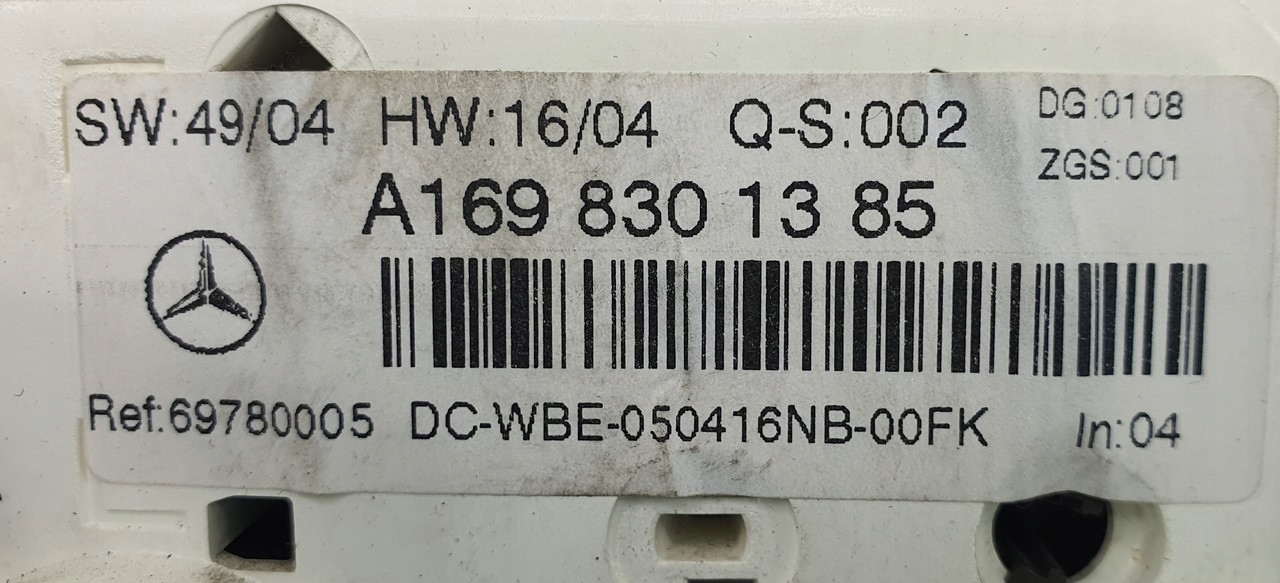 SW:49/04 HW:16/04 Q-S:002 DG:0108
ZGS:001
A169 830 13 85
Ref:69780005 DC-WBE-050416NB-00FK In:04